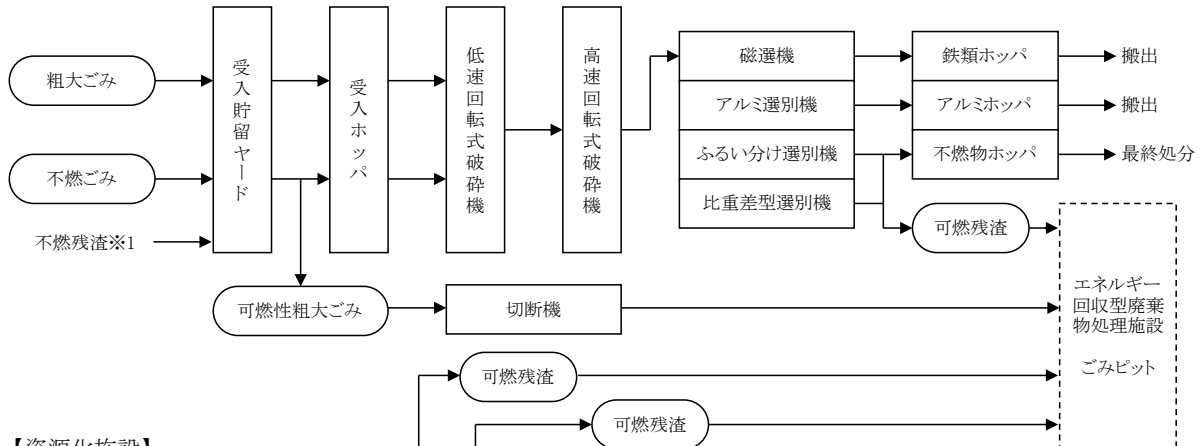 粗大ごみ
不燃ごみ
不燃残渣※1
受入貯留ヤード
受入ホッパ
低速回転式破砕機
高速回転式破砕機
磁選機
アルミ選別機
ふるい分け選別機
比重差型選別機
鉄類ホッパ
アルミホッパ
不燃物ホッパ
搬出
搬出
最終処分
可燃残渣
可燃性粗大ごみ
切断機
エネルギー
回収型廃棄
物処理施設
ごみピット
可燃残渣
可燃残渣
【資源化施設】